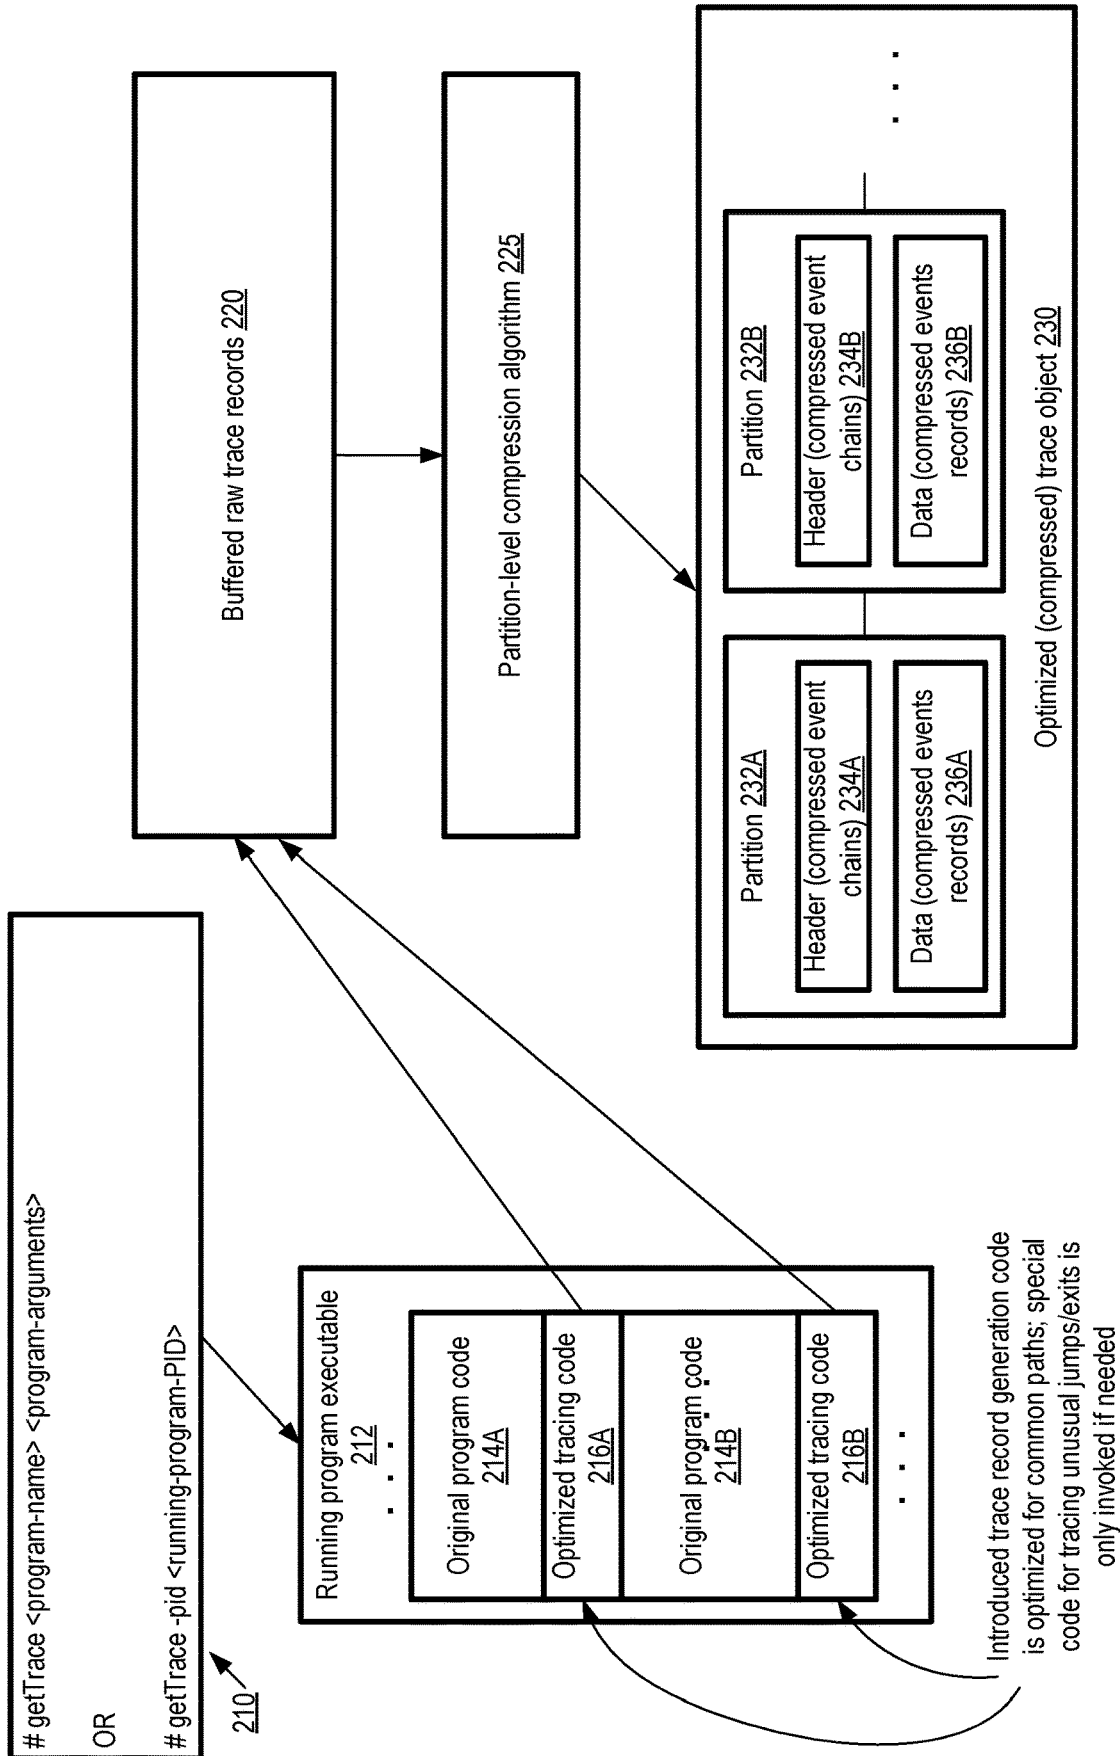 # getTrace <program-name> <program-arguments>
OR
# getTrace -pid <running-program-PID>
210
Running program executable
212
. . .
Original program code
214A
Optimized tracing code
216A
Original program code
. . .
214B
Optimized tracing code
216B
. . .
Introduced trace record generation code
is optimized for common paths; special
code for tracing unusual jumps/exits is
only invoked if needed
Buffered raw trace records 220
Partition-level compression algorithm 225
Partition 232A
Header (compressed event
chains) 234A
Data (compressed events
records) 236A
Partition 232B
Header (compressed event
chains) 234B
Data (compressed events
records) 236B
. . .
Optimized (compressed) trace object 230